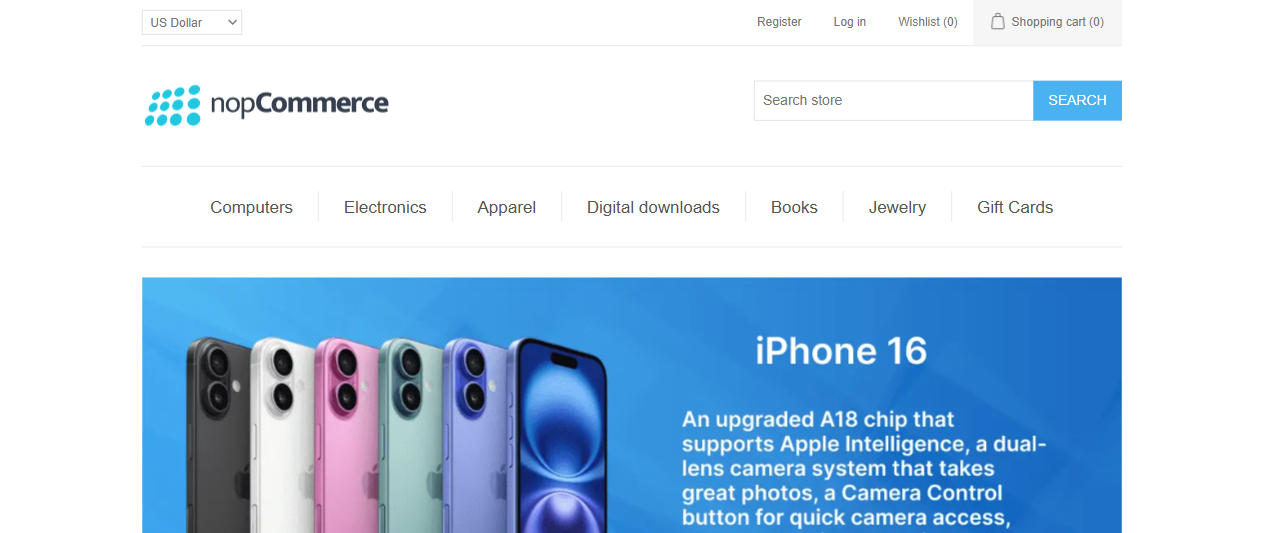 US Dollar
Register
Log in
Wishlist (0)
Shopping cart (0)
nopCommerce
Search store
SEARCH
Computers
Electronics
Apparel
Digital downloads
Books
Jewelry
Gift Cards
iPhone 16
An upgraded A18 chip that
supports Apple Intelligence, a dual-
lens camera system that takes
great photos, a Camera Control
button for quick camera access,